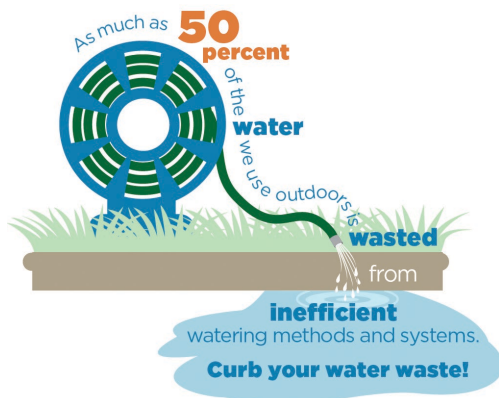 As much as 50
percent
of the
water
we use outdoors is
wasted
from
inefficient
watering methods and systems.
Curb your water waste!